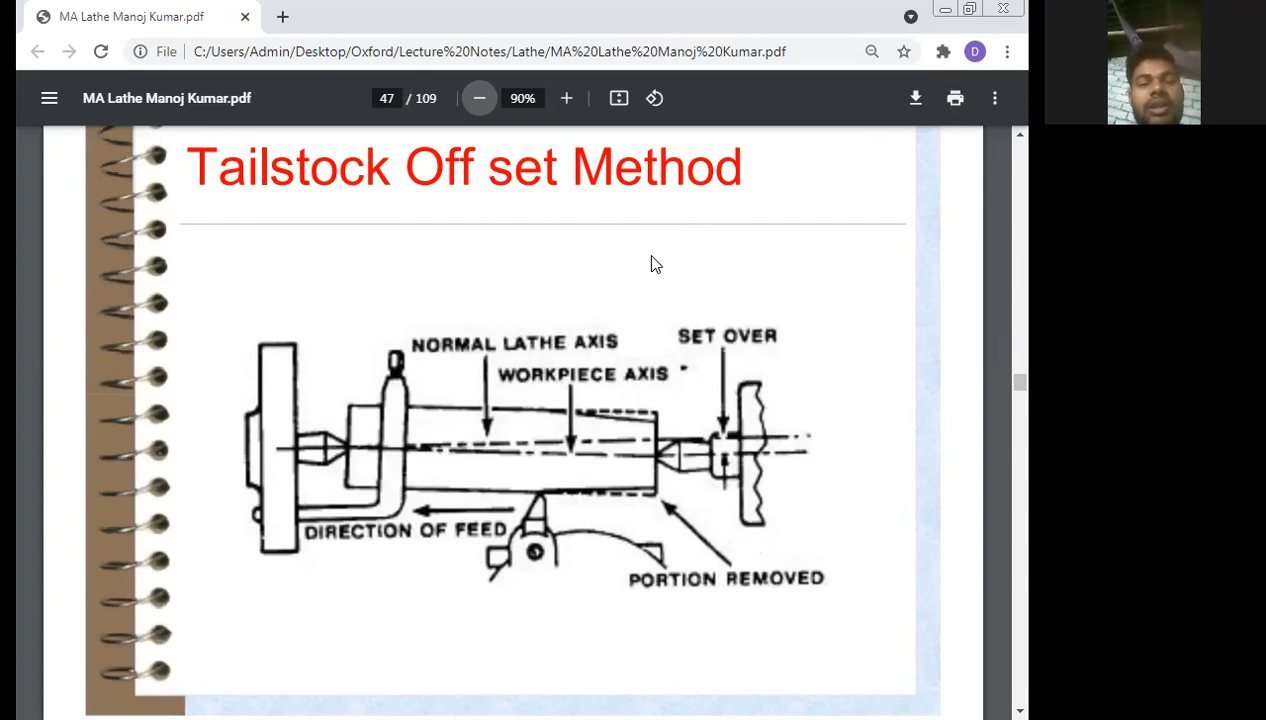 MA Lathe Manoj Kumar.pdf
File C:/Users/Admin/Desktop/Oxford/Lecture%20Notes/Lathe/MA%20Lathe%20Manoj%20Kumar.pdf
D
MA Lathe Manoj Kumar.pdf 47 / 109 90%
Tailstock Off set Method
NORMAL LATHE AXIS
SET OVER
WORKPIECE AXIS
DIRECTION OF FEED
PORTION REMOVED